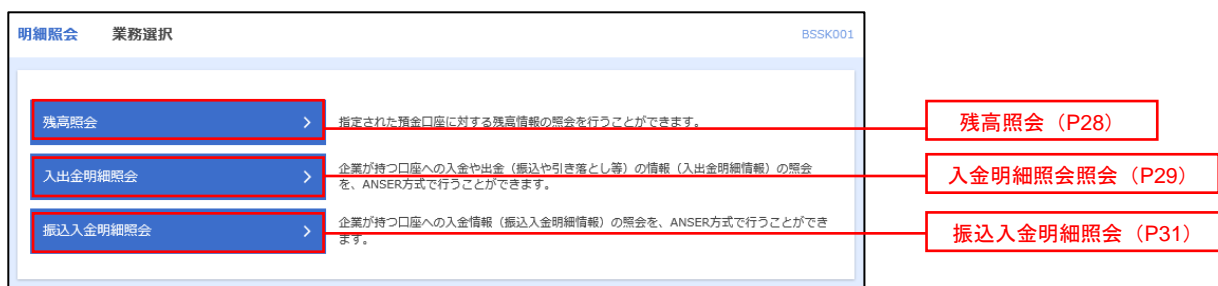 明細照会 業務選択 BSSK001
残高照会
指定された預金口座に対する残高情報の照会を行うことができます。
残高照会（P28）
入出金明細照会
企業が持つ口座への入金や出金（振込や引き落とし等）の情報（入出金明細情報）の照会
を、ANSER方式で行うことができます。
入金明細照会照会（P29）
振込入金明細照会
企業が持つ口座への入金情報（振込入金明細情報）の照会を、ANSER方式で行うことができ
ます。
振込入金明細照会（P31）